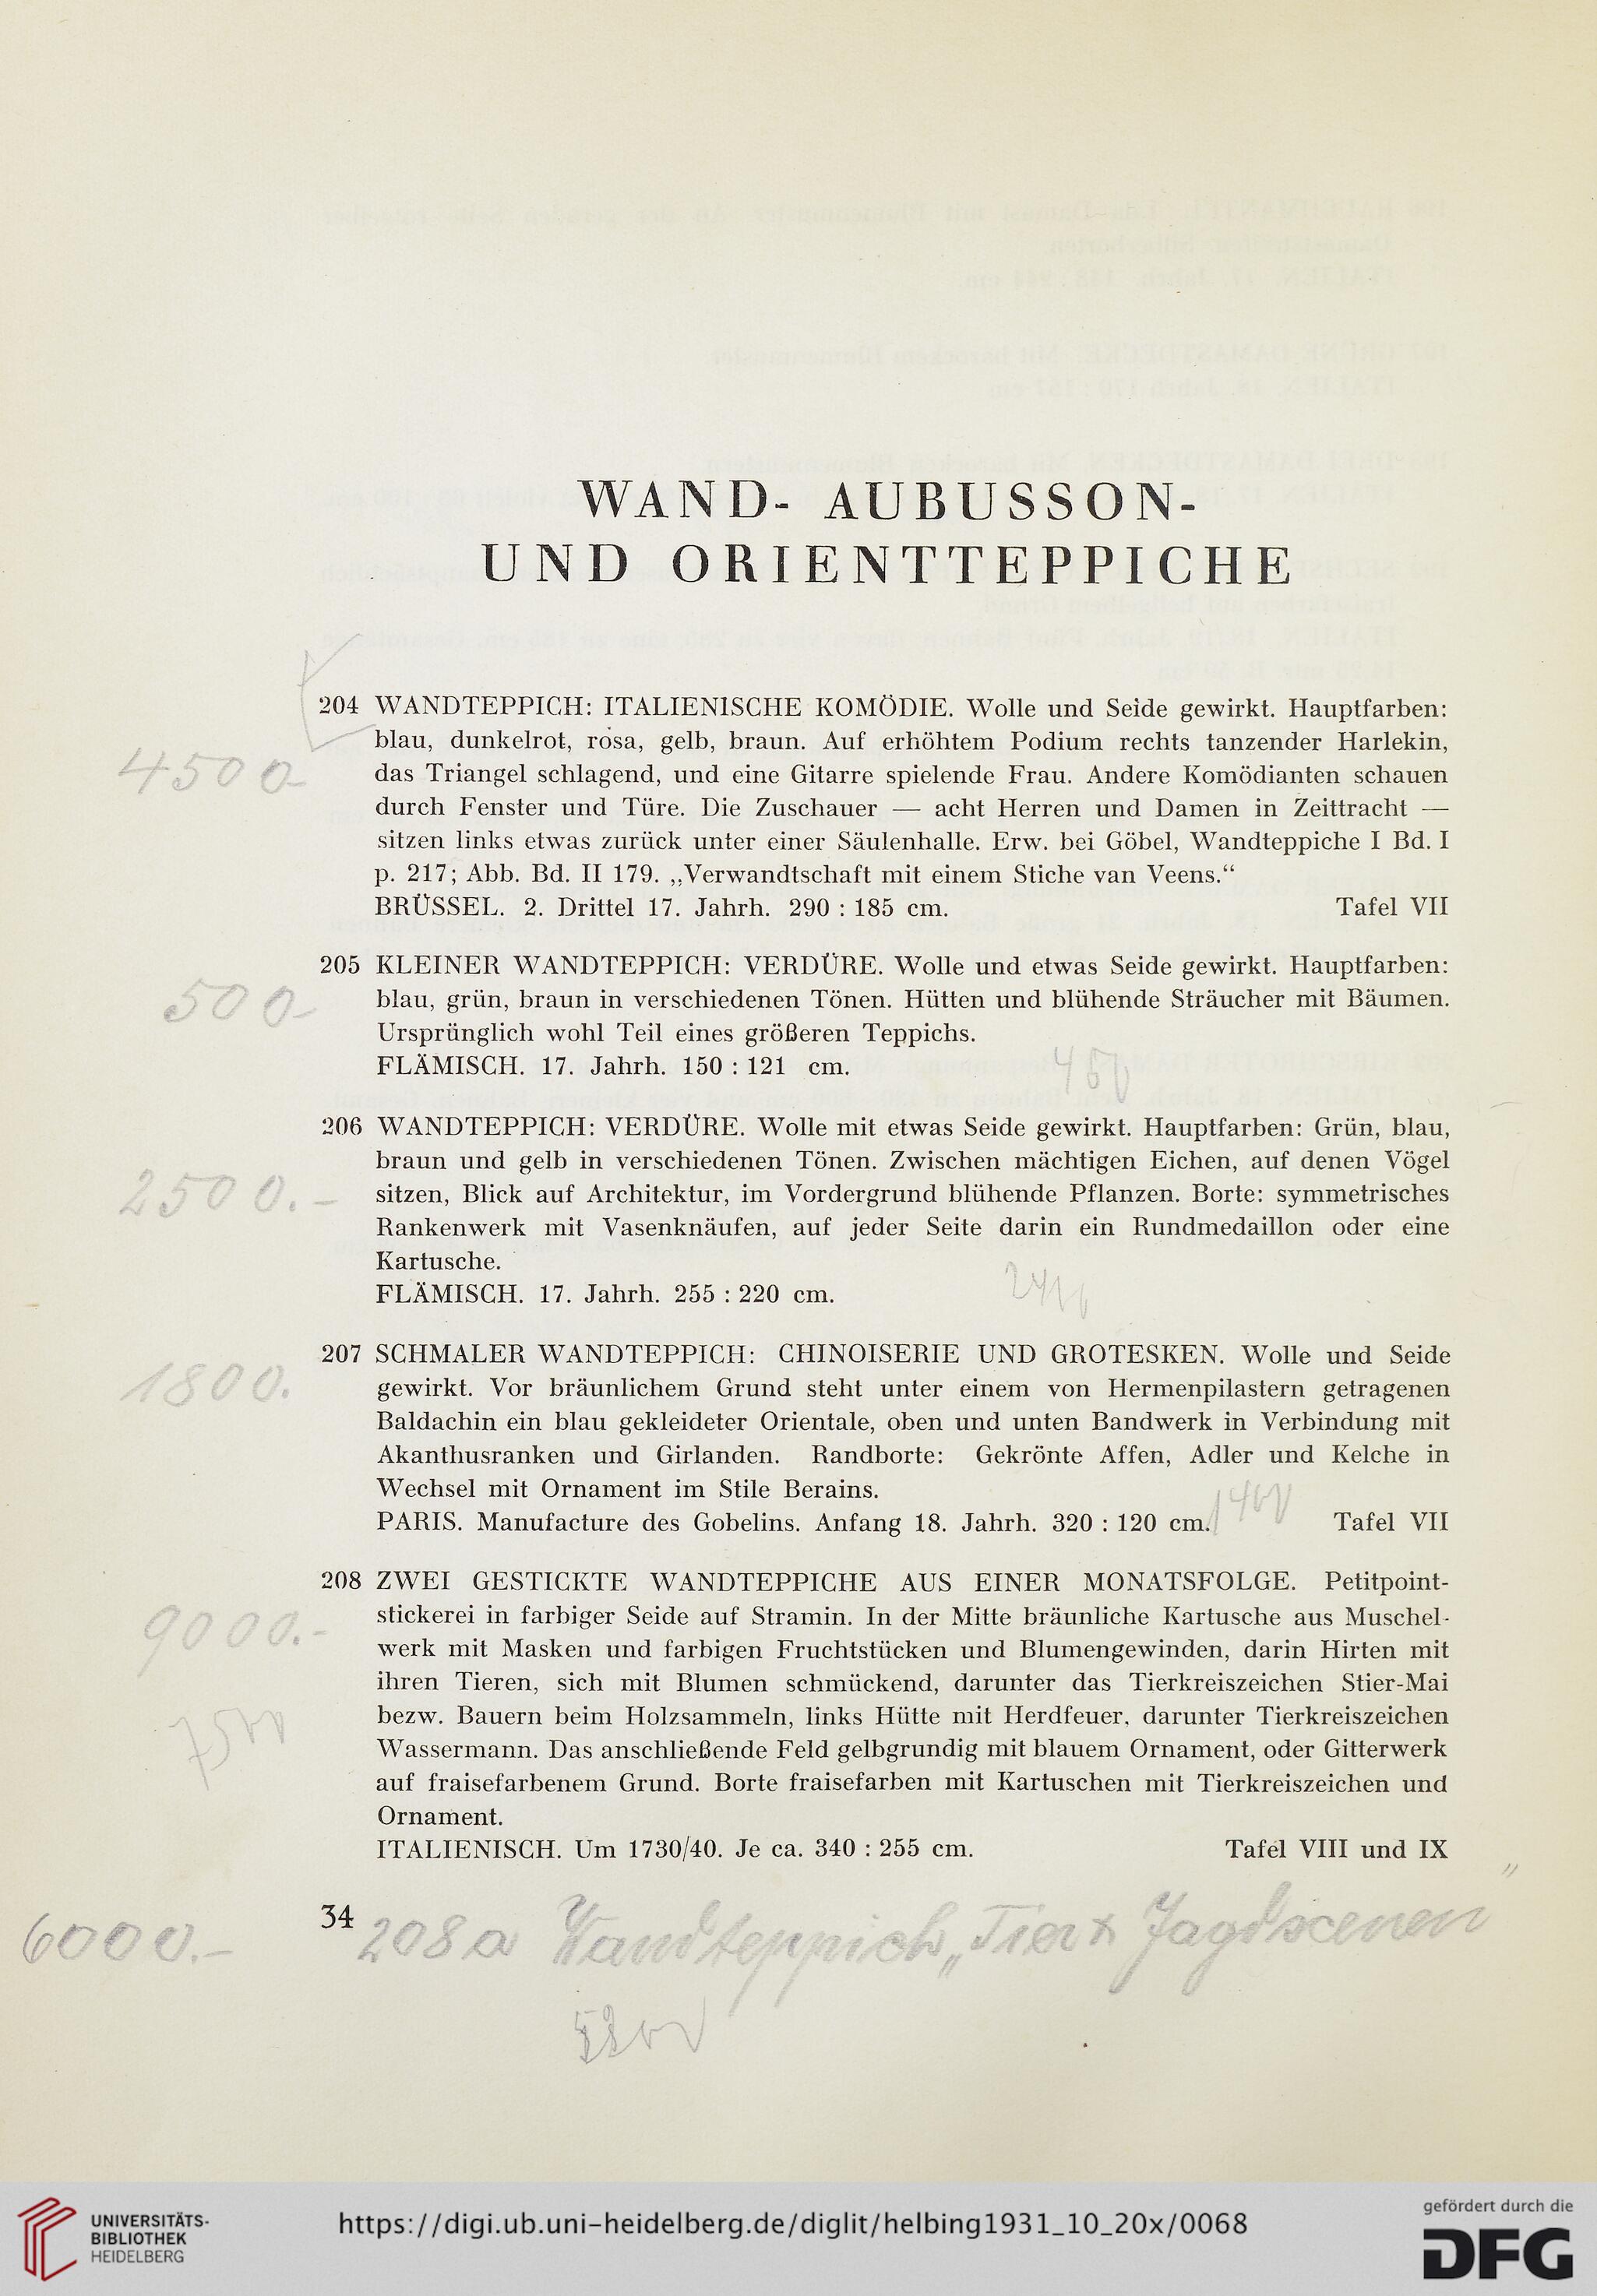 WAND- AUBUSSON-
UND ORIENTTEPPICHE
204 WANDTEPPICH: ITALIENISCHE KOMÖDIE. Wolle und Seide gewirkt. Hauptfarben:
blau, dunkelrot, rosa, gelb, braun. Auf erhöhtem Podium rechts tanzender Harlekin,
4500-
das Triangel schlagend, und eine Gitarre spielende Frau. Andere Komödianten schauen
durch Fenster und Türe. Die Zuschauer — acht Herren und Damen in Zeittracht —
sitzen links etwas zurück unter einer Säulenhalle. Erw. bei Göbel, Wandteppiche I Bd. I
p. 217; Abb. Bd. II 179. „Verwandtschaft mit einem Stiche van Veens.“
BRÜSSEL. 2. Drittel 17. Jahrh. 290 : 185 cm. Tafel VII
205 KLEINER WANDTEPPICH: VERDÜRE. Wolle und etwas Seide gewirkt. Hauptfarben:
500-
blau, grün, braun in verschiedenen Tönen. Hütten und blühende Sträucher mit Bäumen.
Ursprünglich wohl Teil eines größeren Teppichs.
FLÄMISCH. 17. Jahrh. 150 : 121 cm. 450
206 WANDTEPPICH: VERDÜRE. Wolle mit etwas Seide gewirkt. Hauptfarben: Grün, blau,
braun und gelb in verschiedenen Tönen. Zwischen mächtigen Eichen, auf denen Vögel
2500.-
sitzen, Blick auf Architektur, im Vordergrund blühende Pflanzen. Borte: symmetrisches
Rankenwerk mit Vasenknäufen, auf jeder Seite darin ein Rundmedaillon oder eine
Kartusche.
FLÄMISCH. 17. Jahrh. 255 : 220 cm.
207 SCHMALER WANDTEPPICH: CHINOISERIE UND GROTESKEN. Wolle und Seide
1800.
gewirkt. Vor bräunlichem Grund steht unter einem von Hermenpilastern getragenen
Baldachin ein blau gekleideter Orientale, oben und unten Bandwerk in Verbindung mit
Akanthusranken und Girlanden. Randborte: Gekrönte Affen, Adler und Kelche in
Wechsel mit Ornament im Stile Berains.
PARIS. Manufacture des Gobelins. Anfang 18. Jahrh. 320 : 120 cm. 1400 Tafel VII
208 ZWEI GESTICKTE WANDTEPPICHE AUS EINER MONATSFOLGE. Petitpoint-
stickerei in farbiger Seide auf Stramin. In der Mitte bräunliche Kartusche aus Muschel-
9000.-
werk mit Masken und farbigen Fruchtstücken und Blumengewinden, darin Hirten mit
ihren Tieren, sich mit Blumen schmückend, darunter das Tierkreiszeichen Stier-Mai
bezw. Bauern beim Holzsammeln, links Hütte mit Herdfeuer, darunter Tierkreiszeichen
7500
Wassermann. Das anschließende Feld gelbgrundig mit blauem Ornament, oder Gitterwerk
auf fraisefarbenem Grund. Borte fraisefarben mit Kartuschen mit Tierkreiszeichen und
Ornament.
ITALIENISCH. Um 1730/40. Je ca. 340 : 255 cm. Tafel VIII und IX
34
6000.- 208a Wandteppich „Tier & Jagdscenen“
UNIVERSITÄTS-
BIBLIOTHEK
HEIDELBERG
https://digi.ub.uni-heidelberg.de/diglit/helbing1931_10_20x/0068
gefördert durch die
DFG